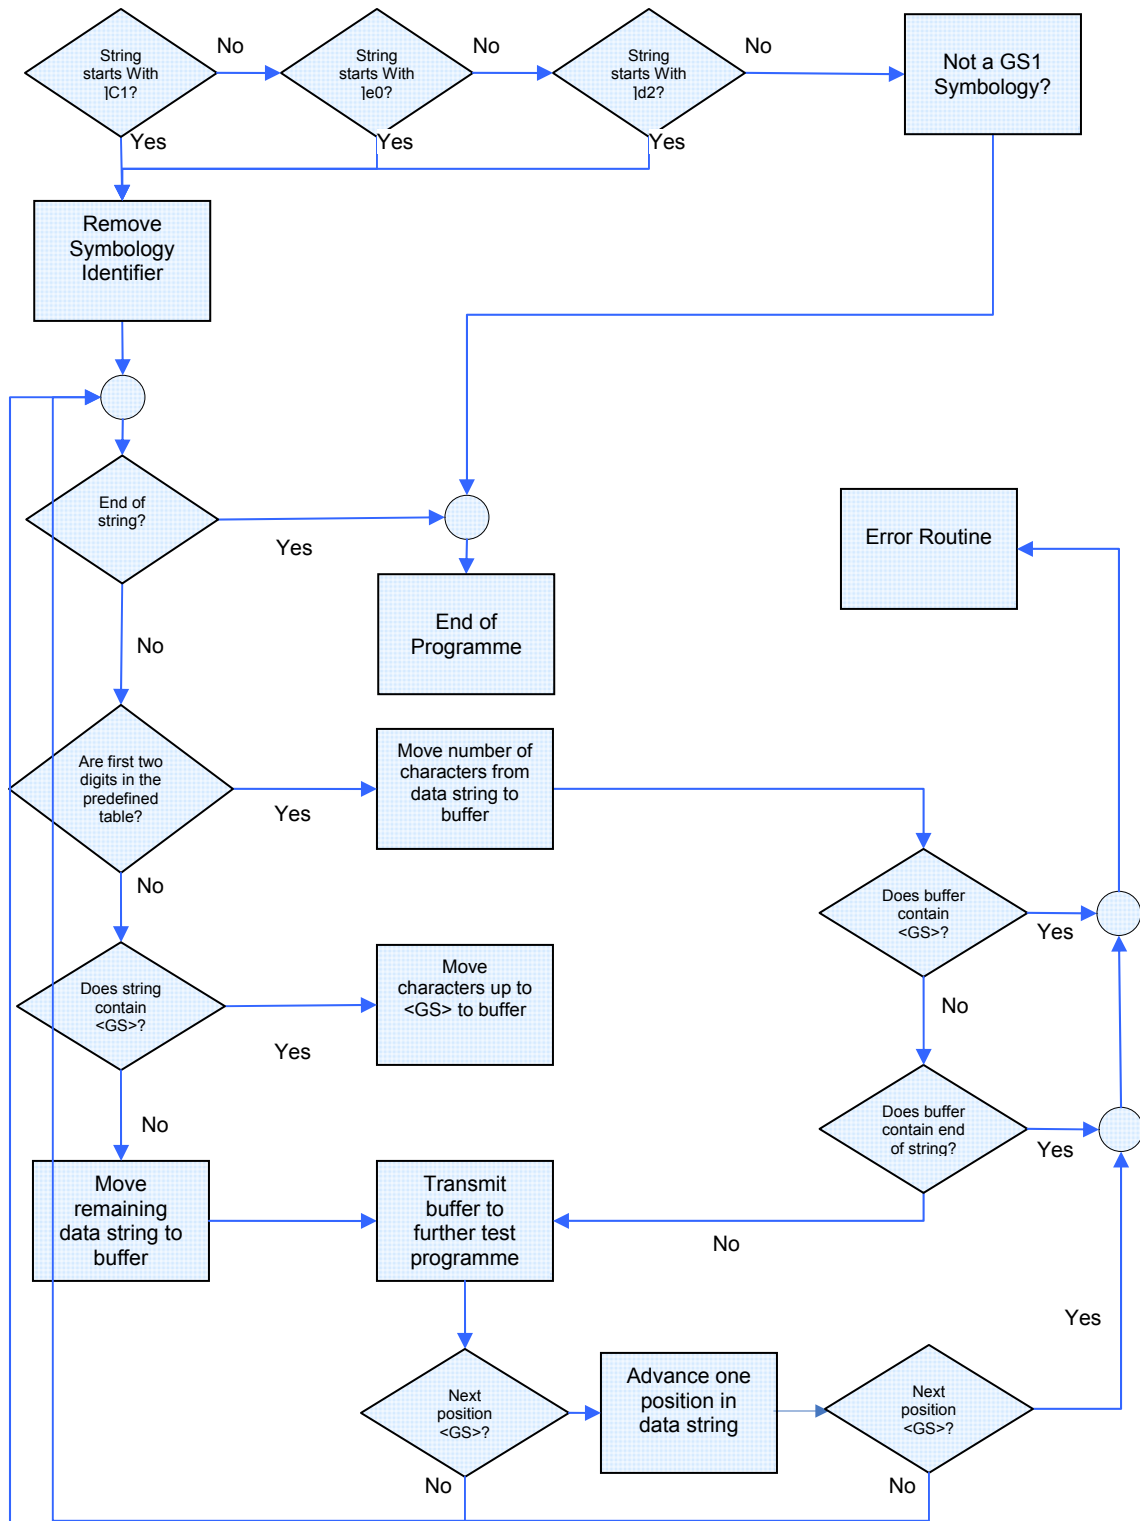 String
starts With
]C1?
No
String
starts With
]e0?
No
String
starts With
]d2?
No
Not a GS1
Symbology?
Yes
Yes
Yes
Remove
Symbology
Identifier
End of
string?
Yes
No
End of
Programme
Error Routine
Are first two
digits in the
predefined
table?
Yes
No
Move number of
characters from
data string to
buffer
Does buffer
contain
<GS>?
Yes
No
Does string
contain
<GS>?
Yes
No
Move
characters up to
<GS> to buffer
Does buffer
contain end
of string?
Yes
No
Move
remaining
data string to
buffer
Transmit
buffer to
further test
programme
Next
position
<GS>?
No
Advance one
position in
data string
Next
position
<GS>?
Yes
No